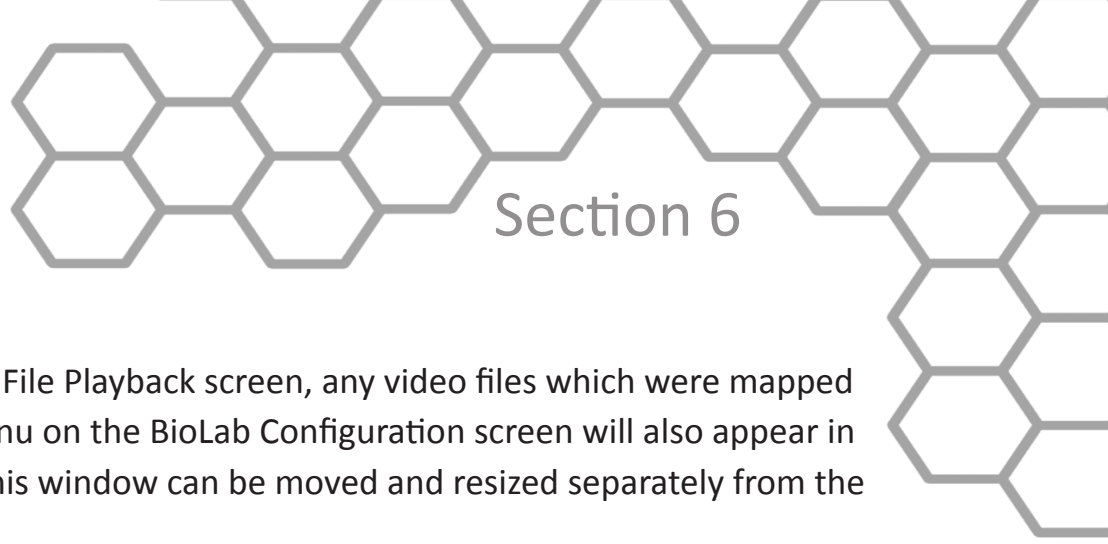 Section 6
File Playback screen, any video files which were mapped
nu on the BioLab Configuration screen will also appear in
his window can be moved and resized separately from the